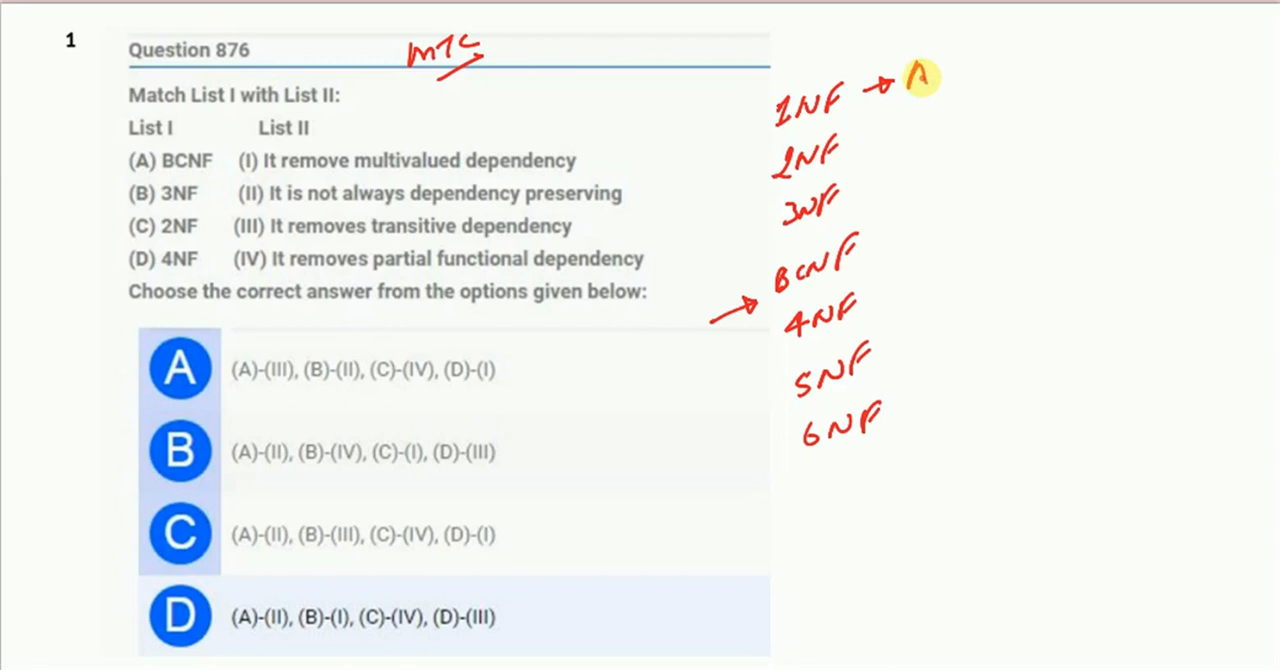 1
Question 876
MTC
Match List I with List II:
List I List II
(A) BCNF (I) It remove multivalued dependency
(B) 3NF (II) It is not always dependency preserving
(C) 2NF (III) It removes transitive dependency
(D) 4NF (IV) It removes partial functional dependency
Choose the correct answer from the options given below:
A (A)-(III), (B)-(II), (C)-(IV), (D)-(I)
B (A)-(II), (B)-(IV), (C)-(I), (D)-(III)
C (A)-(II), (B)-(III), (C)-(IV), (D)-(I)
D (A)-(II), (B)-(I), (C)-(IV), (D)-(III)
1NF → A
2NF
3NF
BCNF
→ 4NF
5NF
6NF